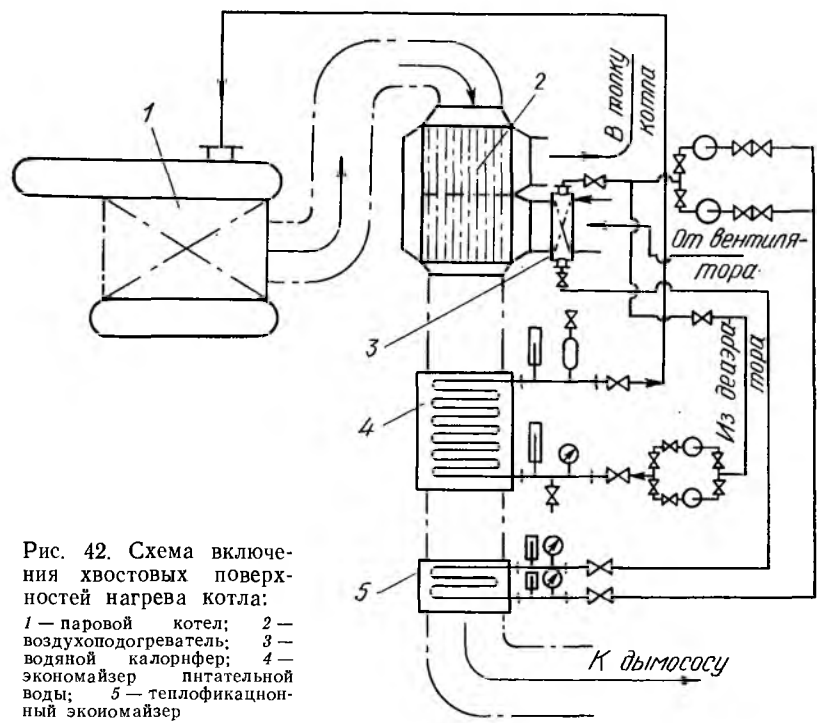 1
2
3
4
5
В топку
котла
От вентиля-
тора
Из деаэра-
тора
К дымососу
Рис. 42. Схема включе-
ния хвостовых поверх-
ностей нагрева котла:
1 — паровой котел; 2 —
воздухоподогреватель; 3 —
водяной калорифер; 4 —
экономайзер питательной
воды; 5 — теплофикацион-
ный экоиомайзер